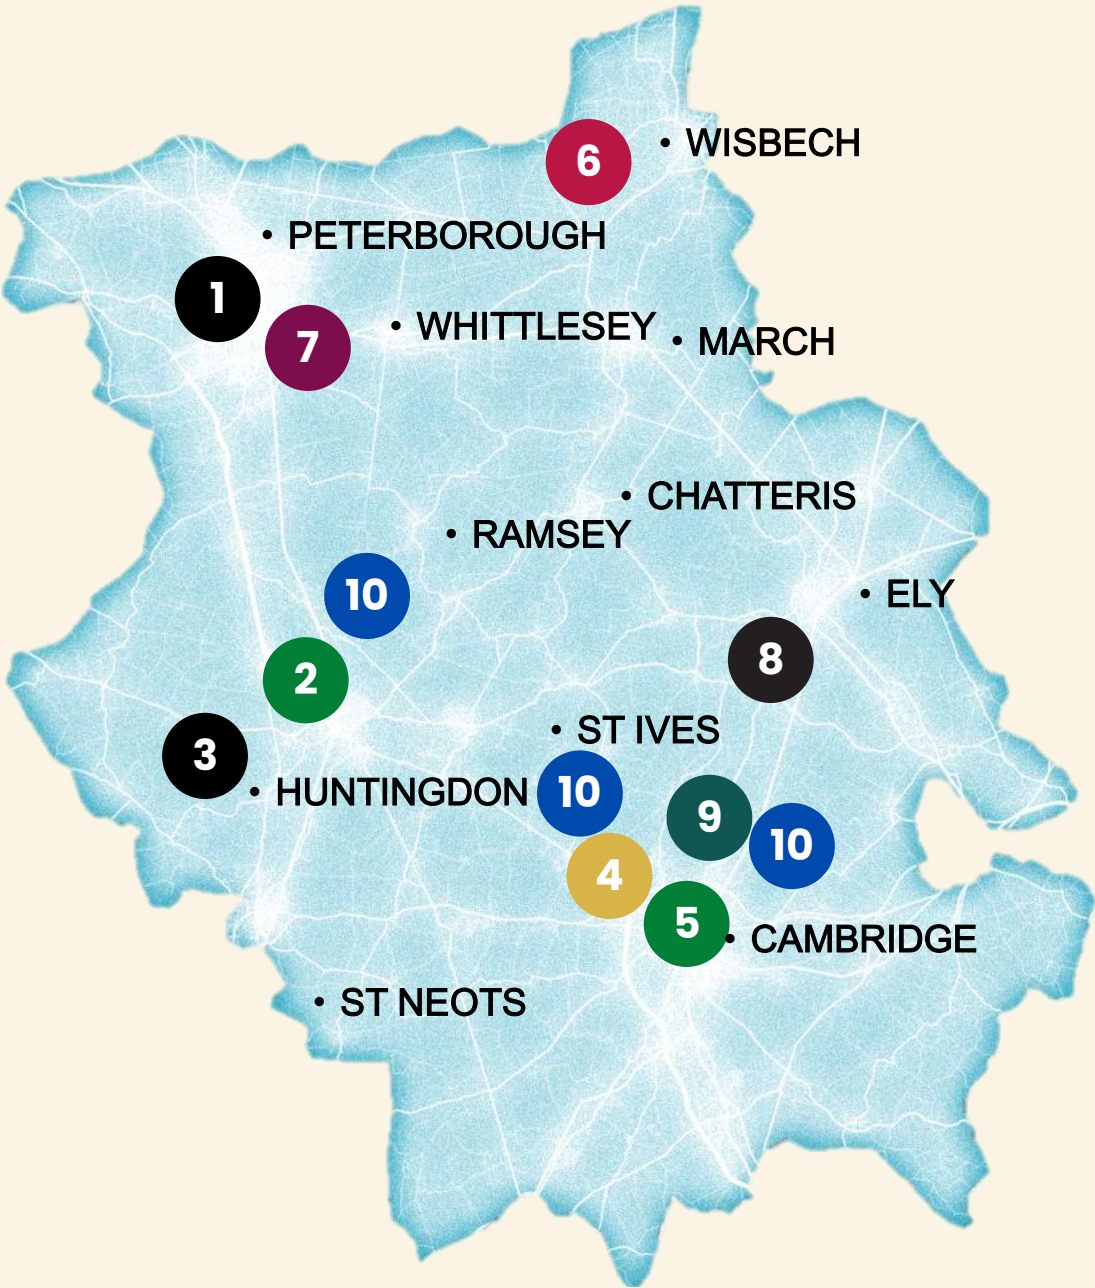 6
WISBECH
PETERBOROUGH
1
7
WHITTLESEY
MARCH
CHATTERIS
RAMSEY
10
ELY
8
2
ST IVES
3
HUNTINGDON
10
9
10
4
5
CAMBRIDGE
ST NEOTS